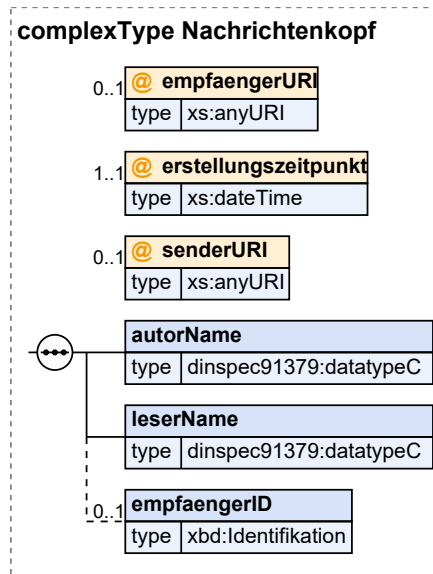 complexType Nachrichtenkopf
0..1 @ empfaengerURI
type xs:anyURI
1..1 @ erstellungszeitpunkt
type xs:dateTime
0..1 @ senderURI
type xs:anyURI
autorName
type dinspec91379:datatypeC
leserName
type dinspec91379:datatypeC
0..1 empfaengerID
type xbd:Identifikation